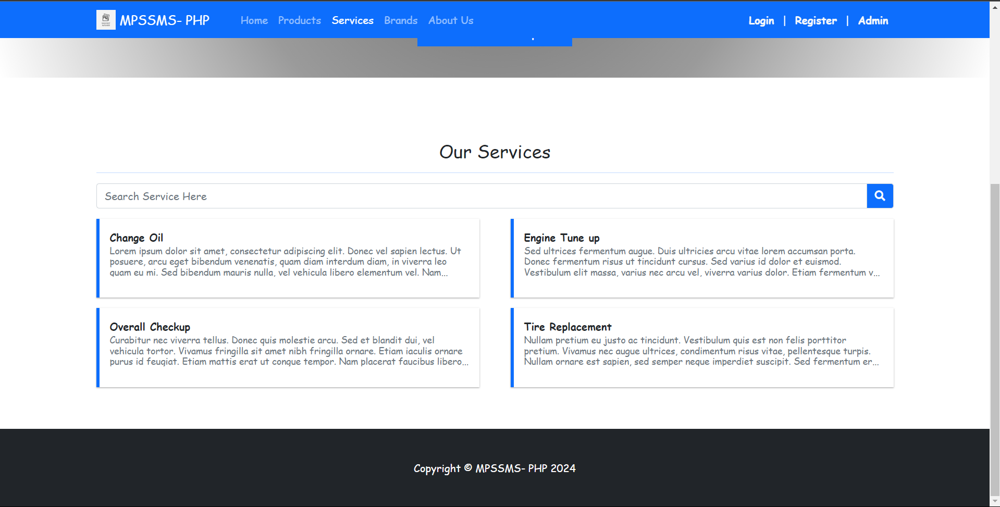 MPSSMS- PHP
Home Products Services Brands About Us
Login | Register | Admin
Our Services
Search Service Here
Change Oil
Lorem ipsum dolor sit amet, consectetur adipiscing elit. Donec vel sapien lectus. Ut
posuere, arcu eget bibendum venenatis, quam diam interdum diam, in viverra leo
quam eu mi. Sed bibendum mauris nulla, vel vehicula libero elementum vel. Nam...
Engine Tune up
Sed ultrices fermentum augue. Duis ultricies arcu vitae lorem accumsan porta.
Donec fermentum risus ut tincidunt cursus. Sed varius id dolor et euismod.
Vestibulum elit massa, varius nec arcu vel, viverra varius dolor. Etiam fermentum v...
Overall Checkup
Curabitur nec viverra tellus. Donec quis molestie arcu. Sed et blandit dui, vel
vehicula tortor. Vivamus fringilla sit amet nibh fringilla ornare. Etiam iaculis ornare
purus id feugiat. Etiam mattis erat ut congue tempor. Nam placerat faucibus libero...
Tire Replacement
Nullam pretium eu justo ac tincidunt. Vestibulum quis est non felis porttitor
pretium. Vivamus nec augue ultrices, condimentum risus vitae, pellentesque turpis.
Nullam ornare est sapien, sed semper neque imperdiet suscipit. Sed fermentum er...
Copyright © MPSSMS- PHP 2024